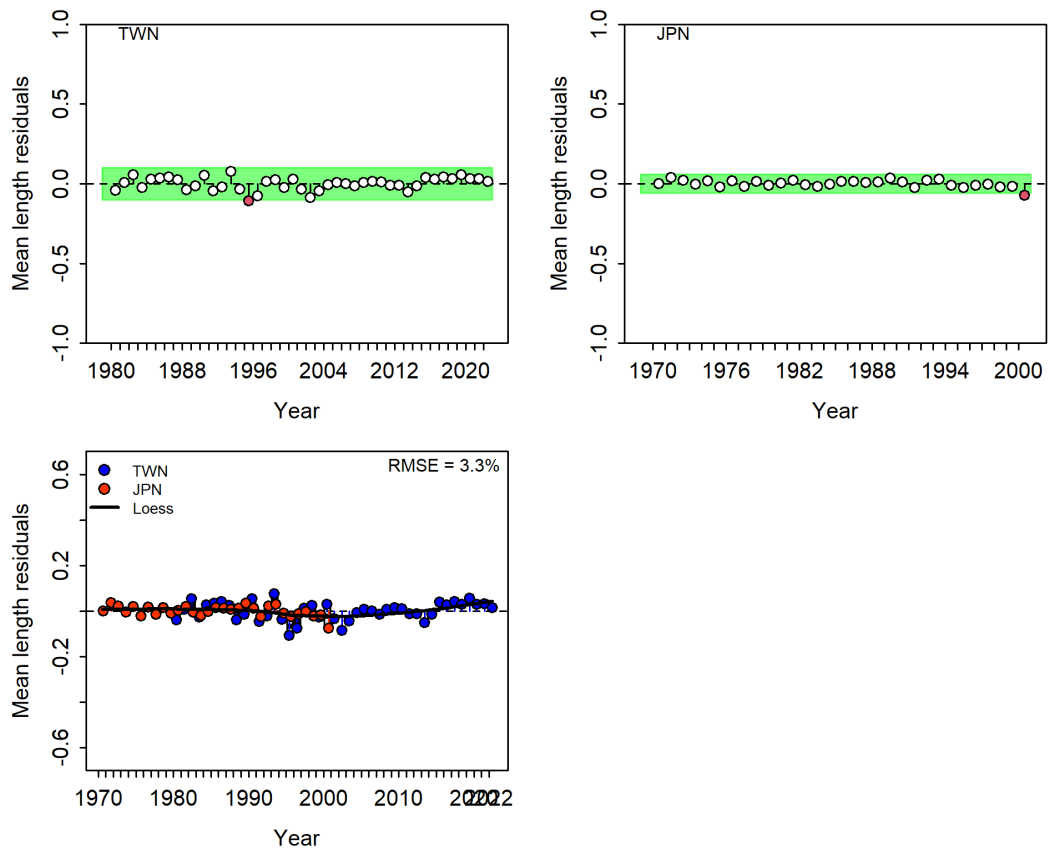 TWN
Mean length residuals
1.0
0.5
0.0
-0.5
-1.0
1980 1988 1996 2004 2012 2020
Year
JPN
Mean length residuals
1.0
0.5
0.0
-0.5
-1.0
1970 1976 1982 1988 1994 2000
Year
RMSE = 3.3%
TWN
JPN
Loess
Mean length residuals
0.6
0.2
-0.2
-0.6
1970 1980 1990 2000 2010 2020 2022
Year